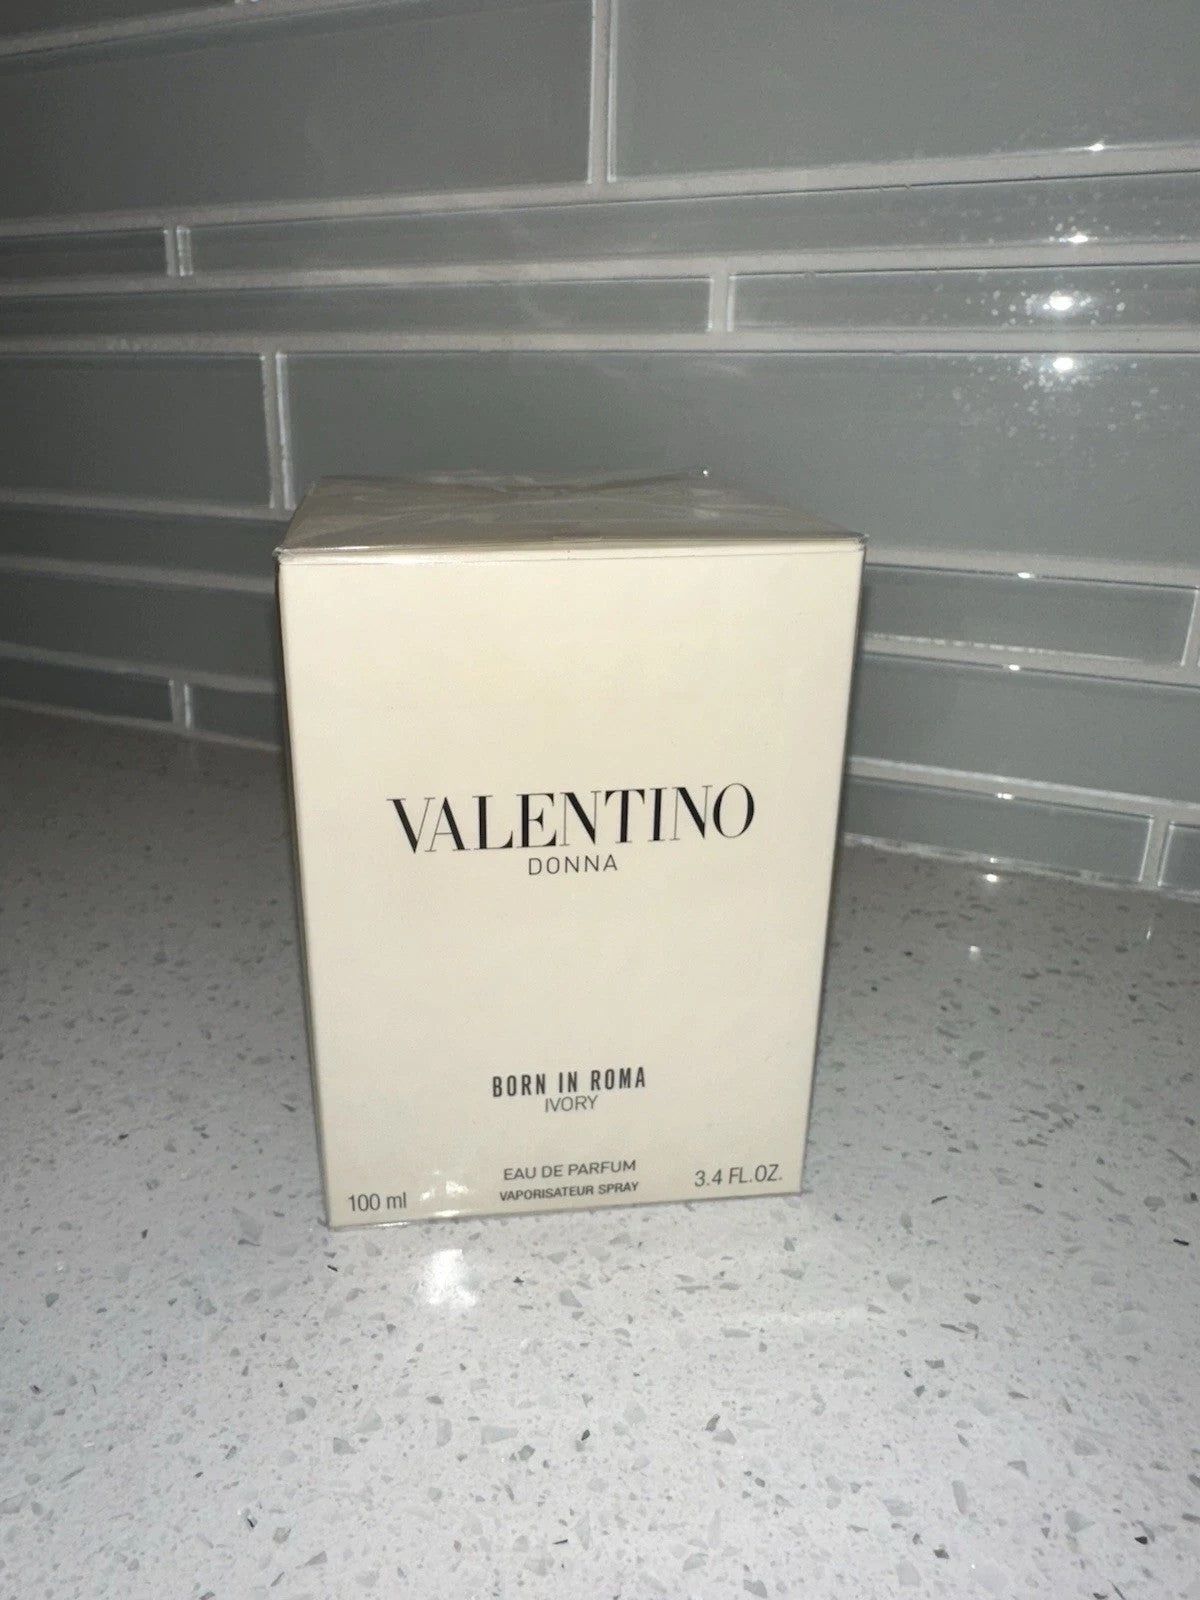 VALENTINO
DONNA
BORN IN ROMA
IVORY
EAU DE PARFUM
VAPORISATEUR SPRAY
100 ml
3.4 FL.OZ.